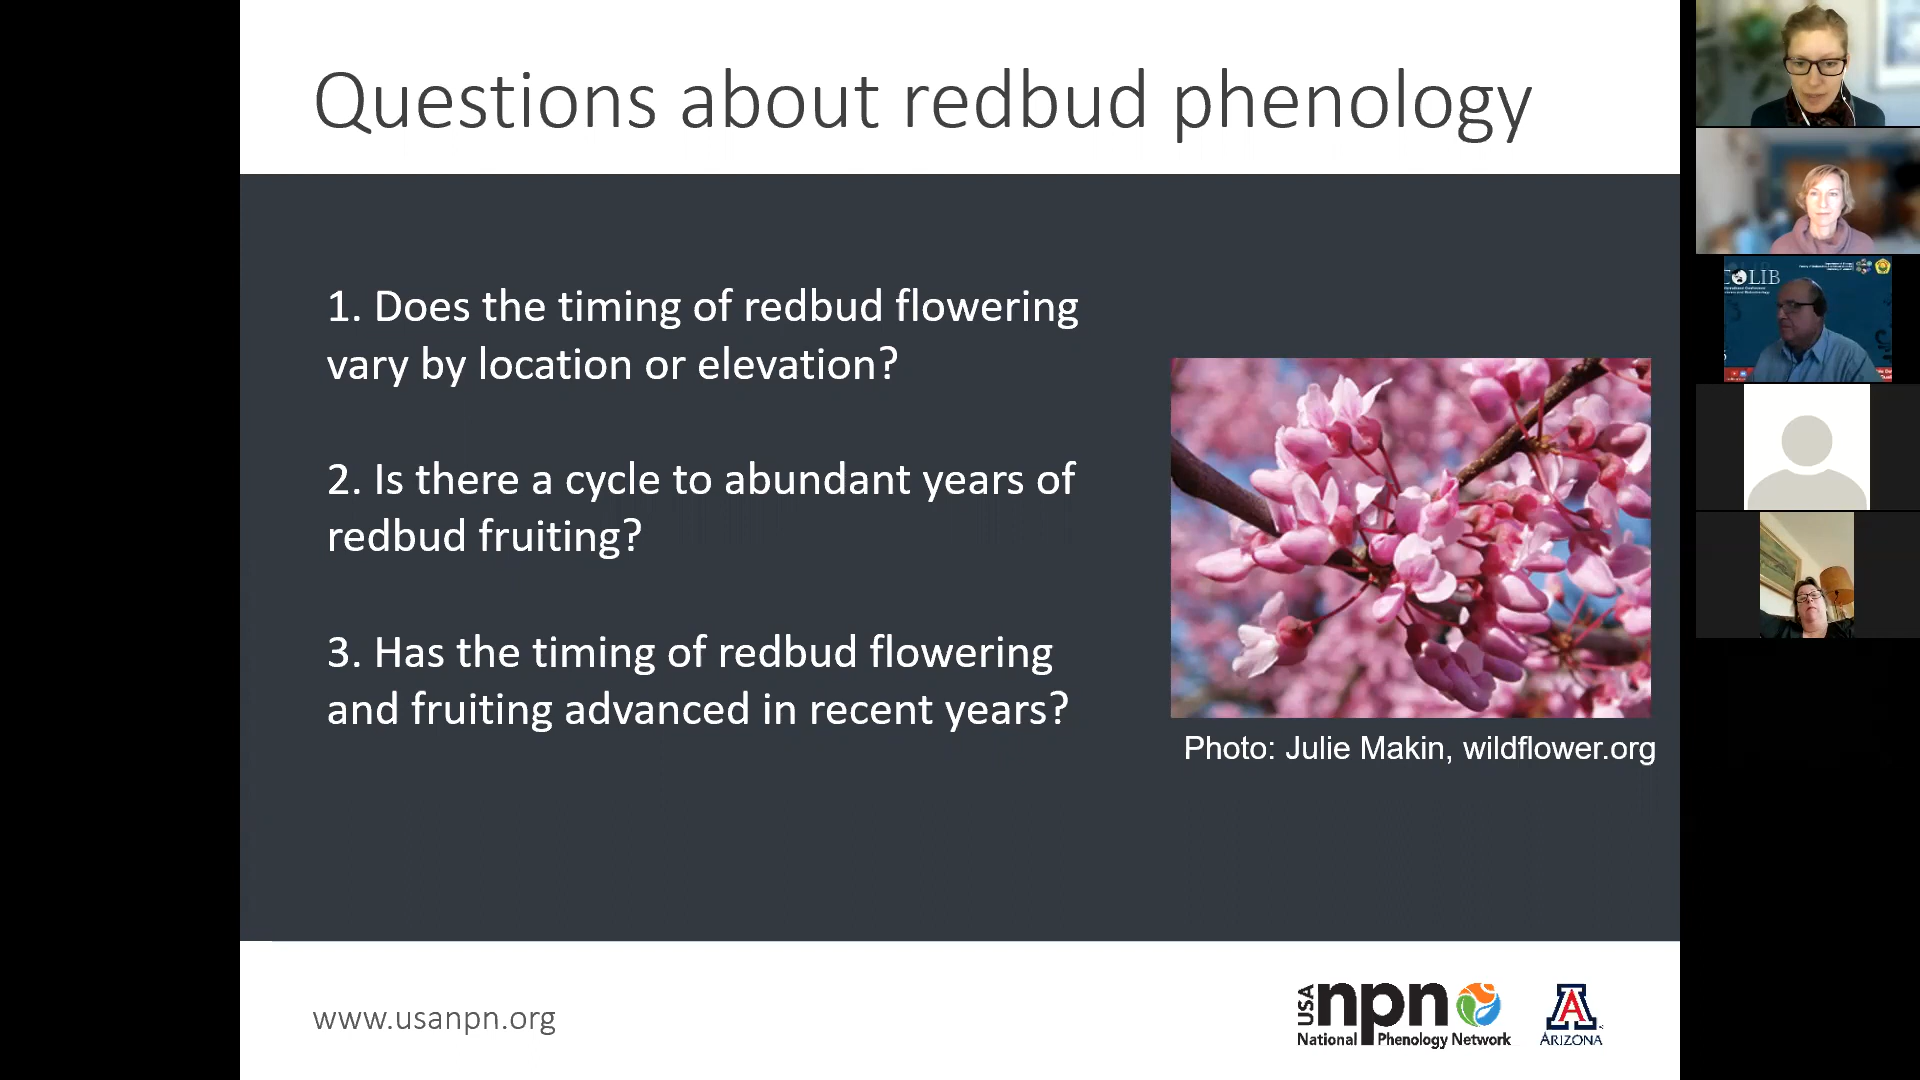 Questions about redbud phenology
1. Does the timing of redbud flowering
vary by location or elevation?
2. Is there a cycle to abundant years of
redbud fruiting?
3. Has the timing of redbud flowering
and fruiting advanced in recent years?
Photo: Julie Makin, wildflower.org
www.usanpn.org
USA
npn
National Phenology Network
A
ARIZONA